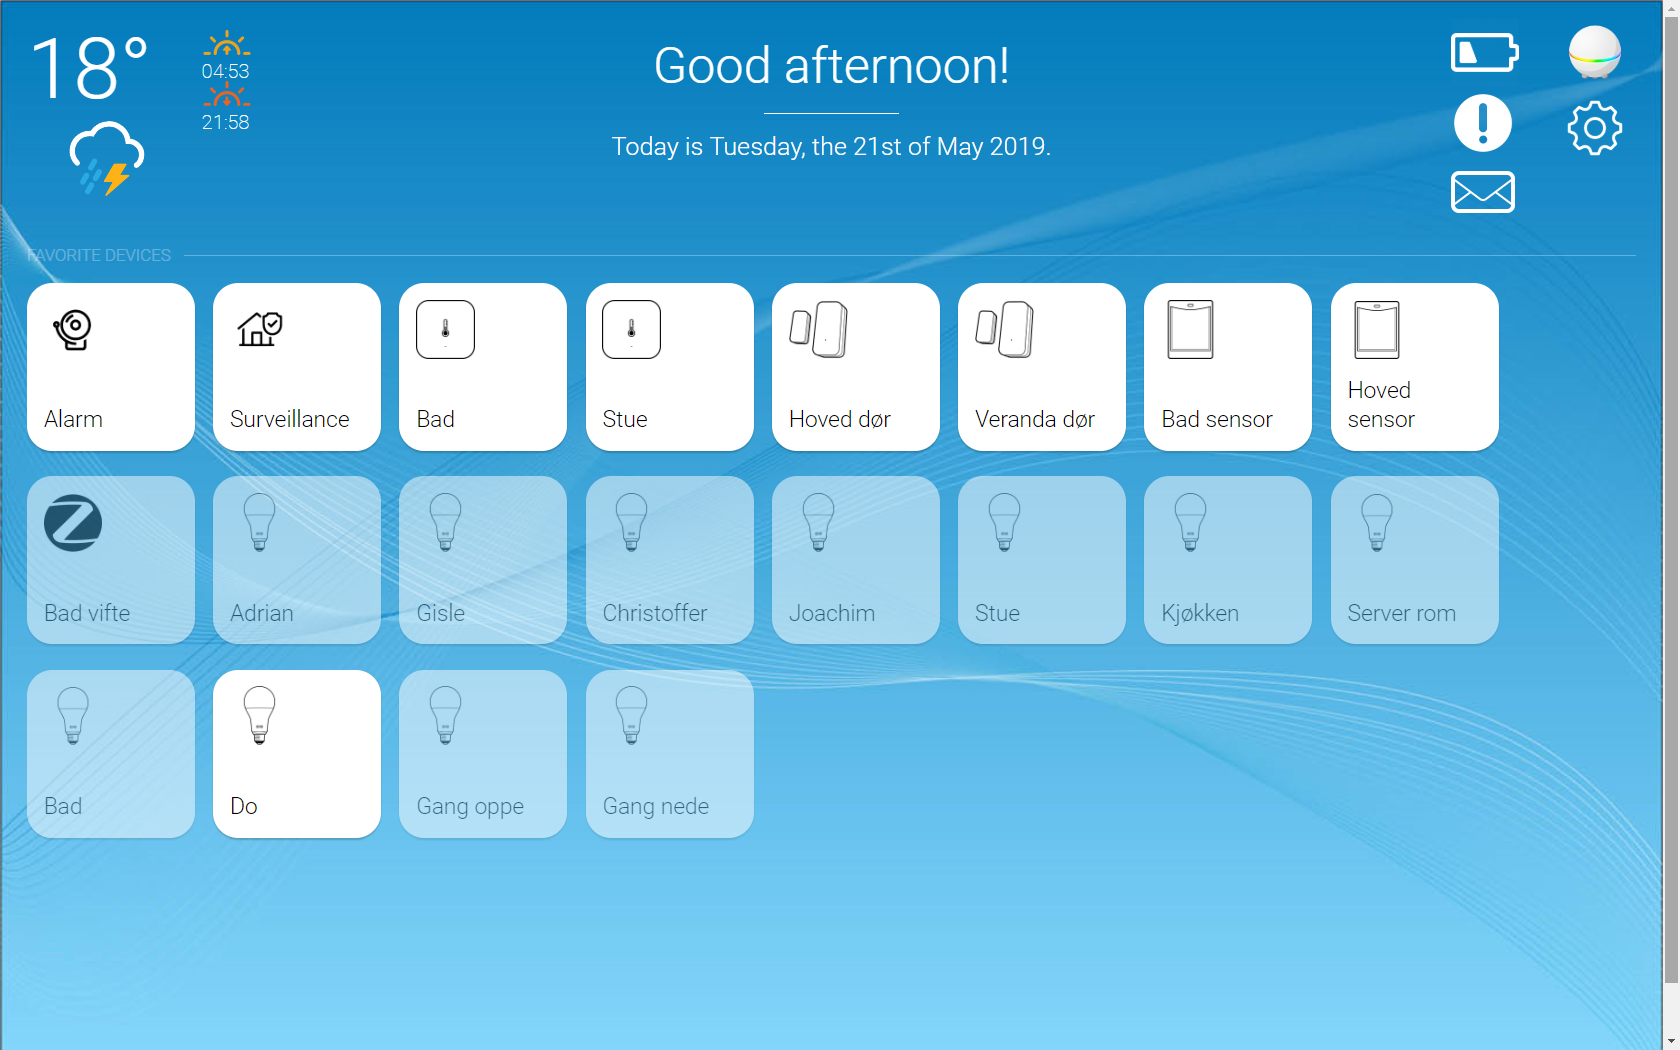 18°
04:53
21:58
Good afternoon!
Today is Tuesday, the 21st of May 2019.
FAVORITE DEVICES
Alarm
Surveillance
Bad
Stue
Hoved dør
Veranda dør
Bad sensor
Hoved
sensor
Bad vifte
Adrian
Gisle
Christoffer
Joachim
Stue
Kjøkken
Server rom
Bad
Do
Gang oppe
Gang nede